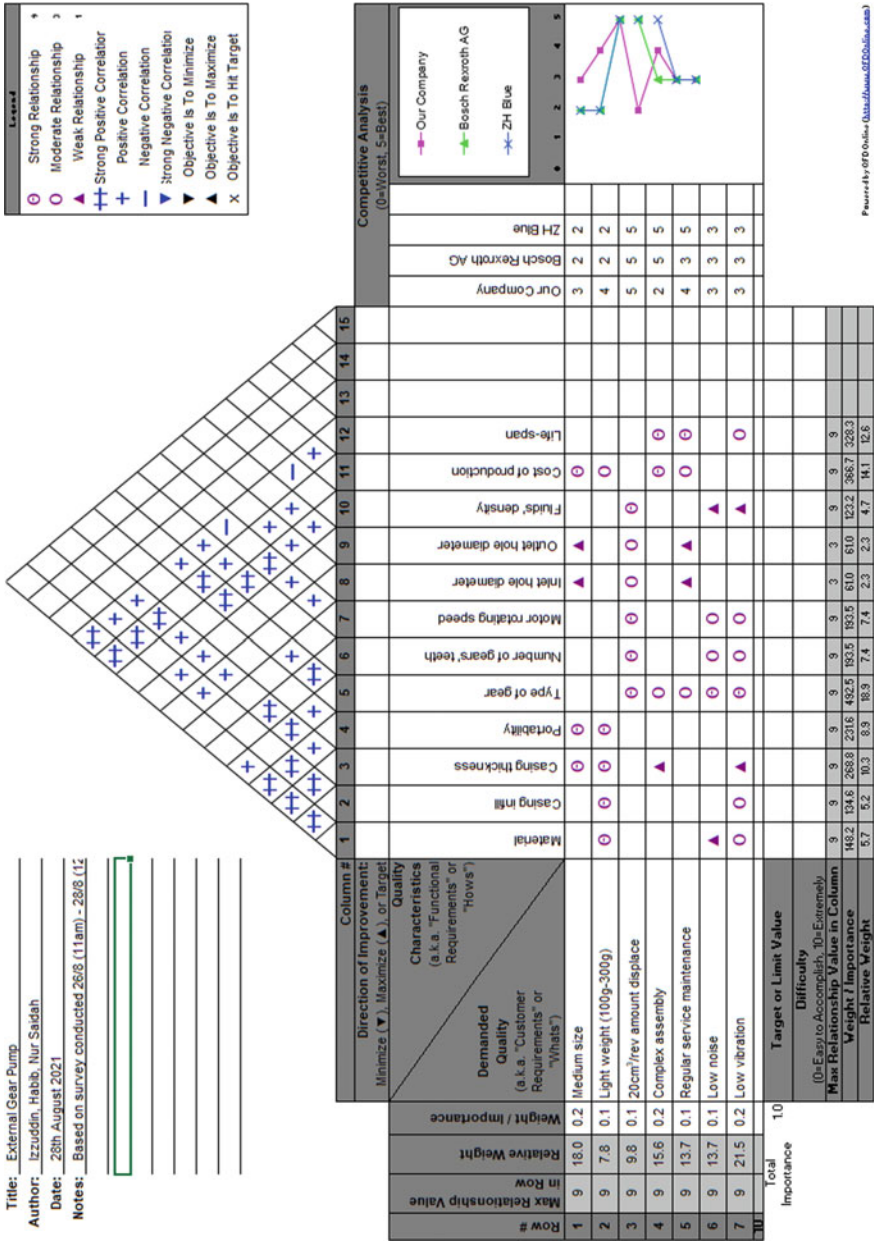 Title: External Gear Pump
Author: Izzuddin, Habib, Nur Saidah
Date: 28th August 2021
Notes: Based on survey conducted 26/8 (11am) - 28/8 (12
Legend
Θ Strong Relationship 9
Ο Moderate Relationship 3
▲ Weak Relationship 1
╫ Strong Positive Correlation
+ Positive Correlation
− Negative Correlation
▼ Strong Negative Correlation
▼ Objective Is To Minimize
▲ Objective Is To Maximize
X Objective Is To Hit Target
Column # 1 2 3 4 5 6 7 8 9 10 11 12 13 14 15
Direction of Improvement:
Minimize (▼), Maximize (▲), or Target
Quality
Characteristics
(a.k.a. "Functional
Requirements" or
"Hows")
Demanded
Quality
(a.k.a. "Customer
Requirements" or
"Whats")
Row #
Max Relationship Value
in Row
Relative Weight
Weight / Importance
Material
Casing infill
Casing thickness
Portability
Type of gear
Number of gears' teeth
Motor rotating speed
Inlet hole diameter
Outlet hole diameter
Fluids' density
Cost of production
Life-span
Competitive Analysis
(0=Worst, 5=Best)
Our Company
Bosch Rexroth AG
ZH Blue
Our Company
Bosch Rexroth AG
ZH Blue
0 1 2 3 4 5
1 9 18.0 0.2 Medium size Θ Θ ▲ ▲ Θ 3 2 2
2 9 7.8 0.1 Light weight (100g-300g) Θ Θ Θ Θ Ο 4 2 2
3 9 9.8 0.1 20cm³/rev amount displace Θ Θ Θ Ο Ο Θ 5 5 5
4 9 15.6 0.2 Complex assembly ▲ Ο Θ Θ 2 5 5
5 9 13.7 0.1 Regular service maintenance Ο ▲ ▲ Ο Θ 4 3 5
6 9 13.7 0.1 Low noise ▲ Θ Ο Ο ▲ 3 3 3
7 9 21.5 0.2 Low vibration Ο Ο ▲ Θ Ο Ο ▲ Ο 3 3 3
10
Total
Importance
1.0
Target or Limit Value
Difficulty
(0=Easy to Accomplish, 10=Extremely
Max Relationship Value in Column 9 9 9 9 9 9 9 3 3 9 9 9
Weight / Importance 148.2 134.6 268.8 231.6 492.5 193.5 193.5 61.0 61.0 123.2 366.7 328.3
Relative Weight 5.7 5.2 10.3 8.9 18.9 7.4 7.4 2.3 2.3 4.7 14.1 12.6
Powered by QFD Online (http://www.QFDOnline.com)